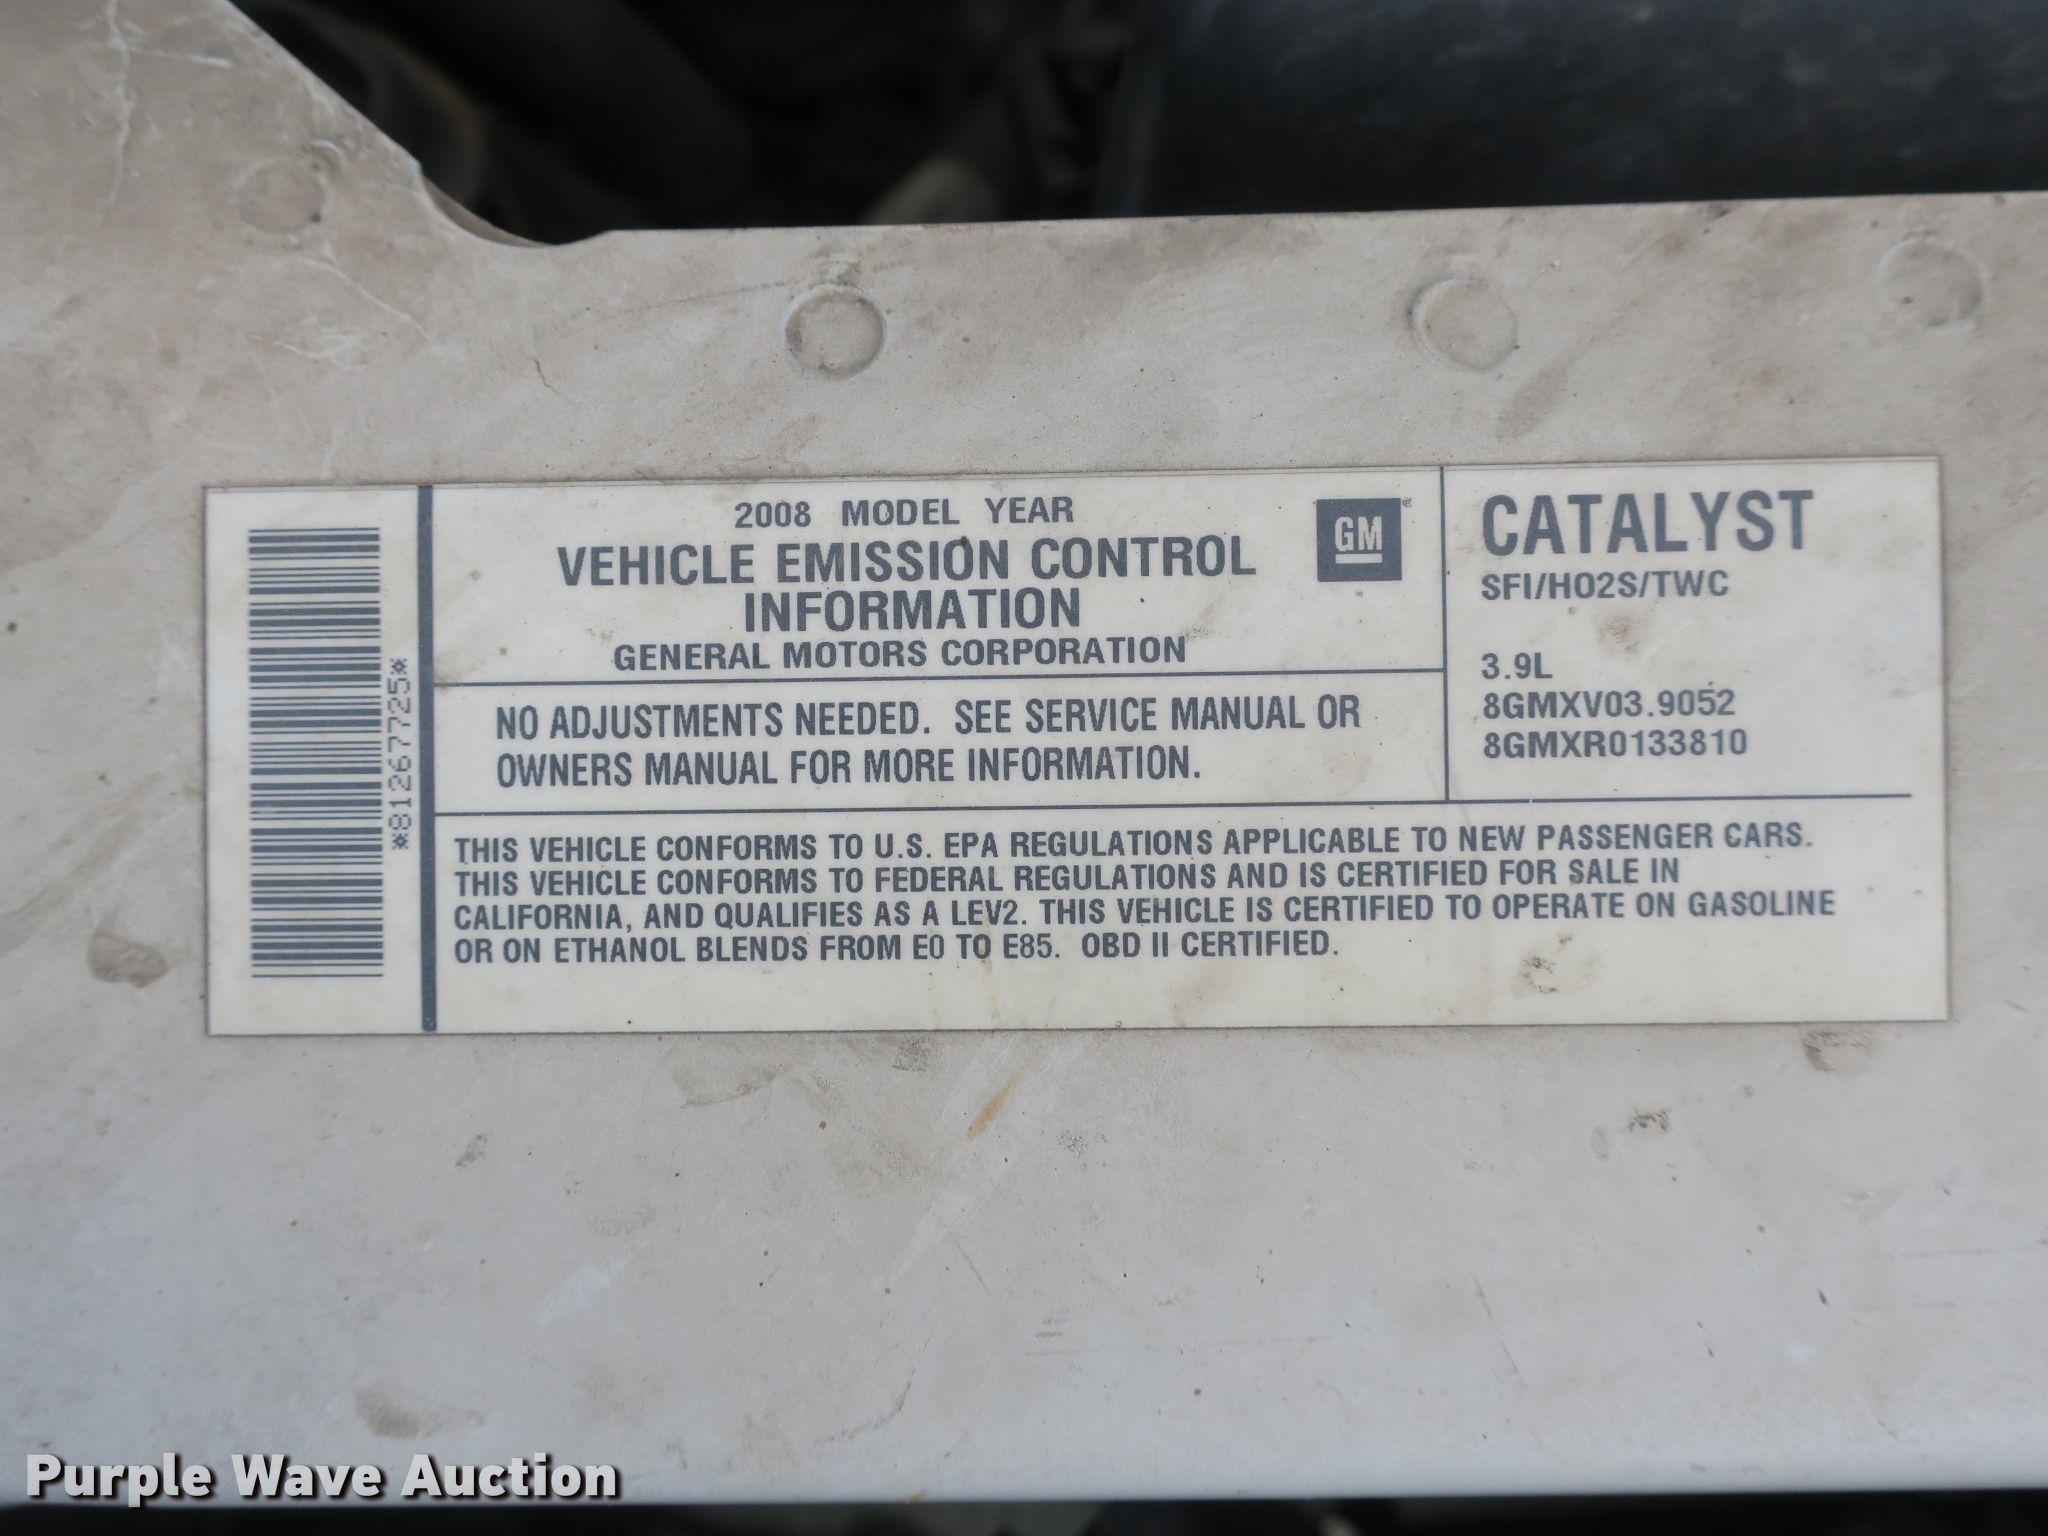 2008 MODEL YEAR
VEHICLE EMISSION CONTROL
INFORMATION
GENERAL MOTORS CORPORATION
GM
NO ADJUSTMENTS NEEDED. SEE SERVICE MANUAL OR
OWNERS MANUAL FOR MORE INFORMATION.
CATALYST
SFI/HO2S/TWC
3.9L
8GMXV03.9052
8GMXR0133810
*81267725*
THIS VEHICLE CONFORMS TO U.S. EPA REGULATIONS APPLICABLE TO NEW PASSENGER CARS.
THIS VEHICLE CONFORMS TO FEDERAL REGULATIONS AND IS CERTIFIED FOR SALE IN
CALIFORNIA, AND QUALIFIES AS A LEV2. THIS VEHICLE IS CERTIFIED TO OPERATE ON GASOLINE
OR ON ETHANOL BLENDS FROM E0 TO E85. OBD II CERTIFIED.
Purple Wave Auction